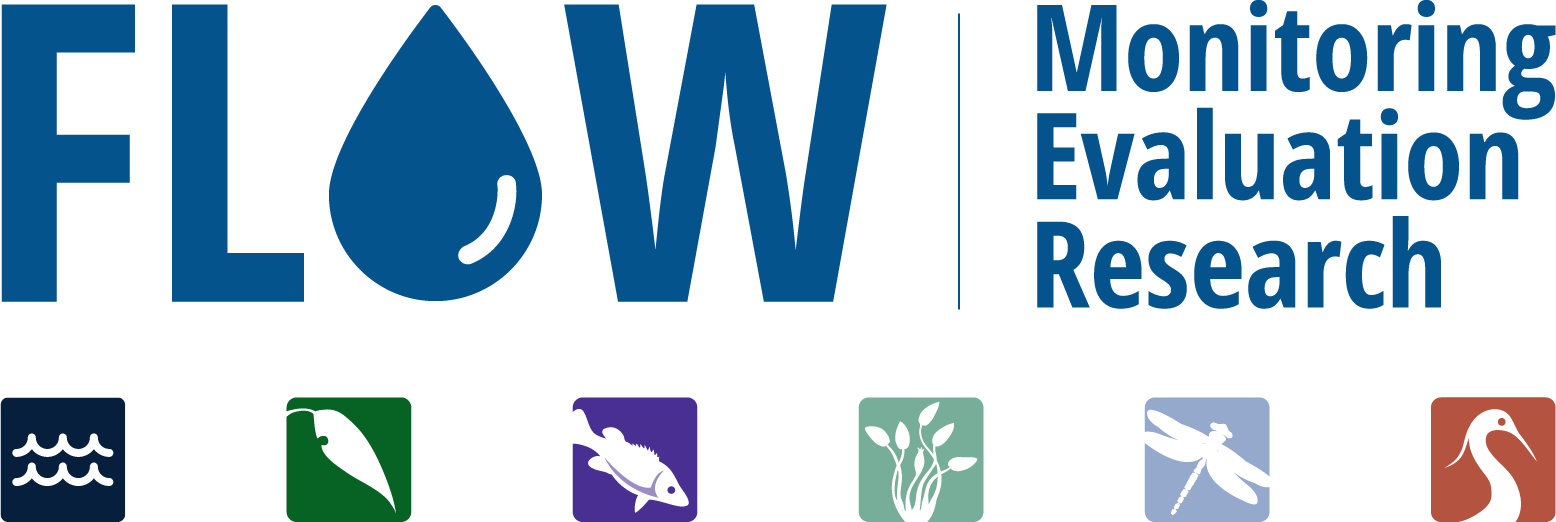 FLOW
Monitoring
Evaluation
Research